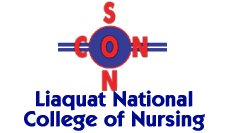 S
CON
N
Liaquat National
College of Nursing